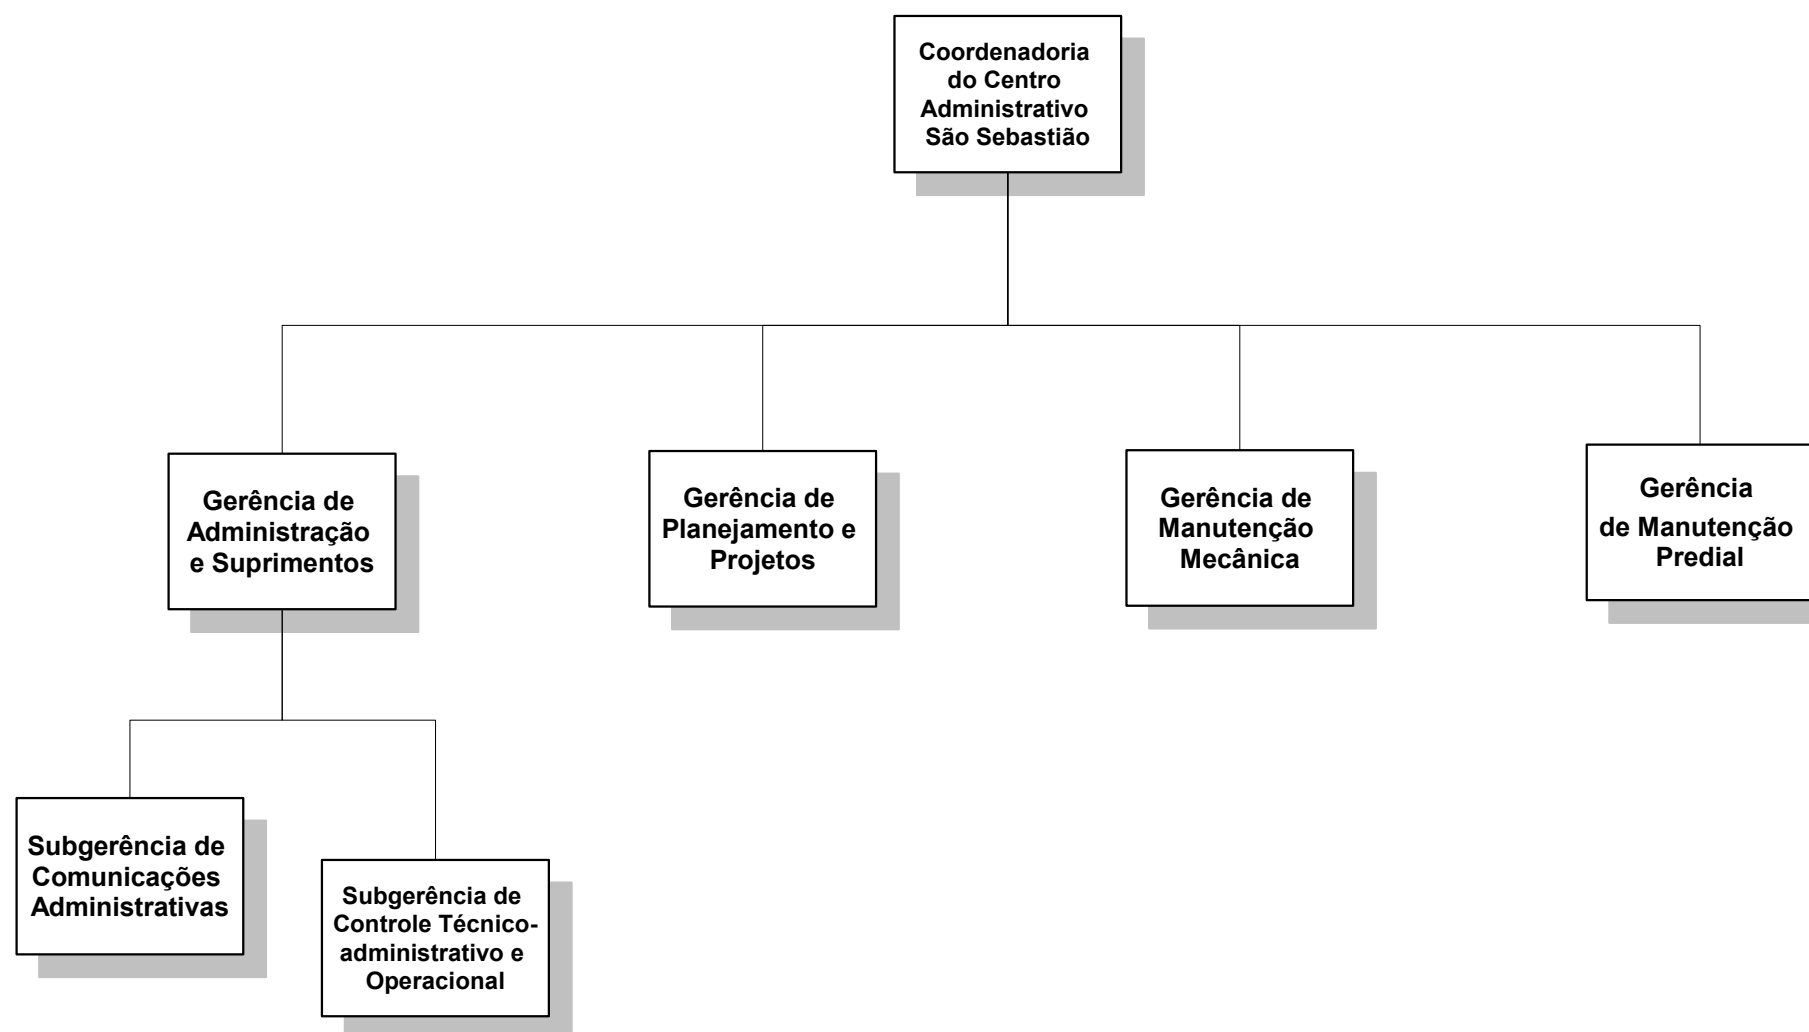 Coordenadoria
do Centro
Administrativo
São Sebastião
Gerência de
Administração
e Suprimentos
Gerência de
Planejamento e
Projetos
Gerência de
Manutenção
Mecânica
Gerência
de Manutenção
Predial
Subgerência de
Comunicações
Administrativas
Subgerência de
Controle Técnico-
administrativo e
Operacional